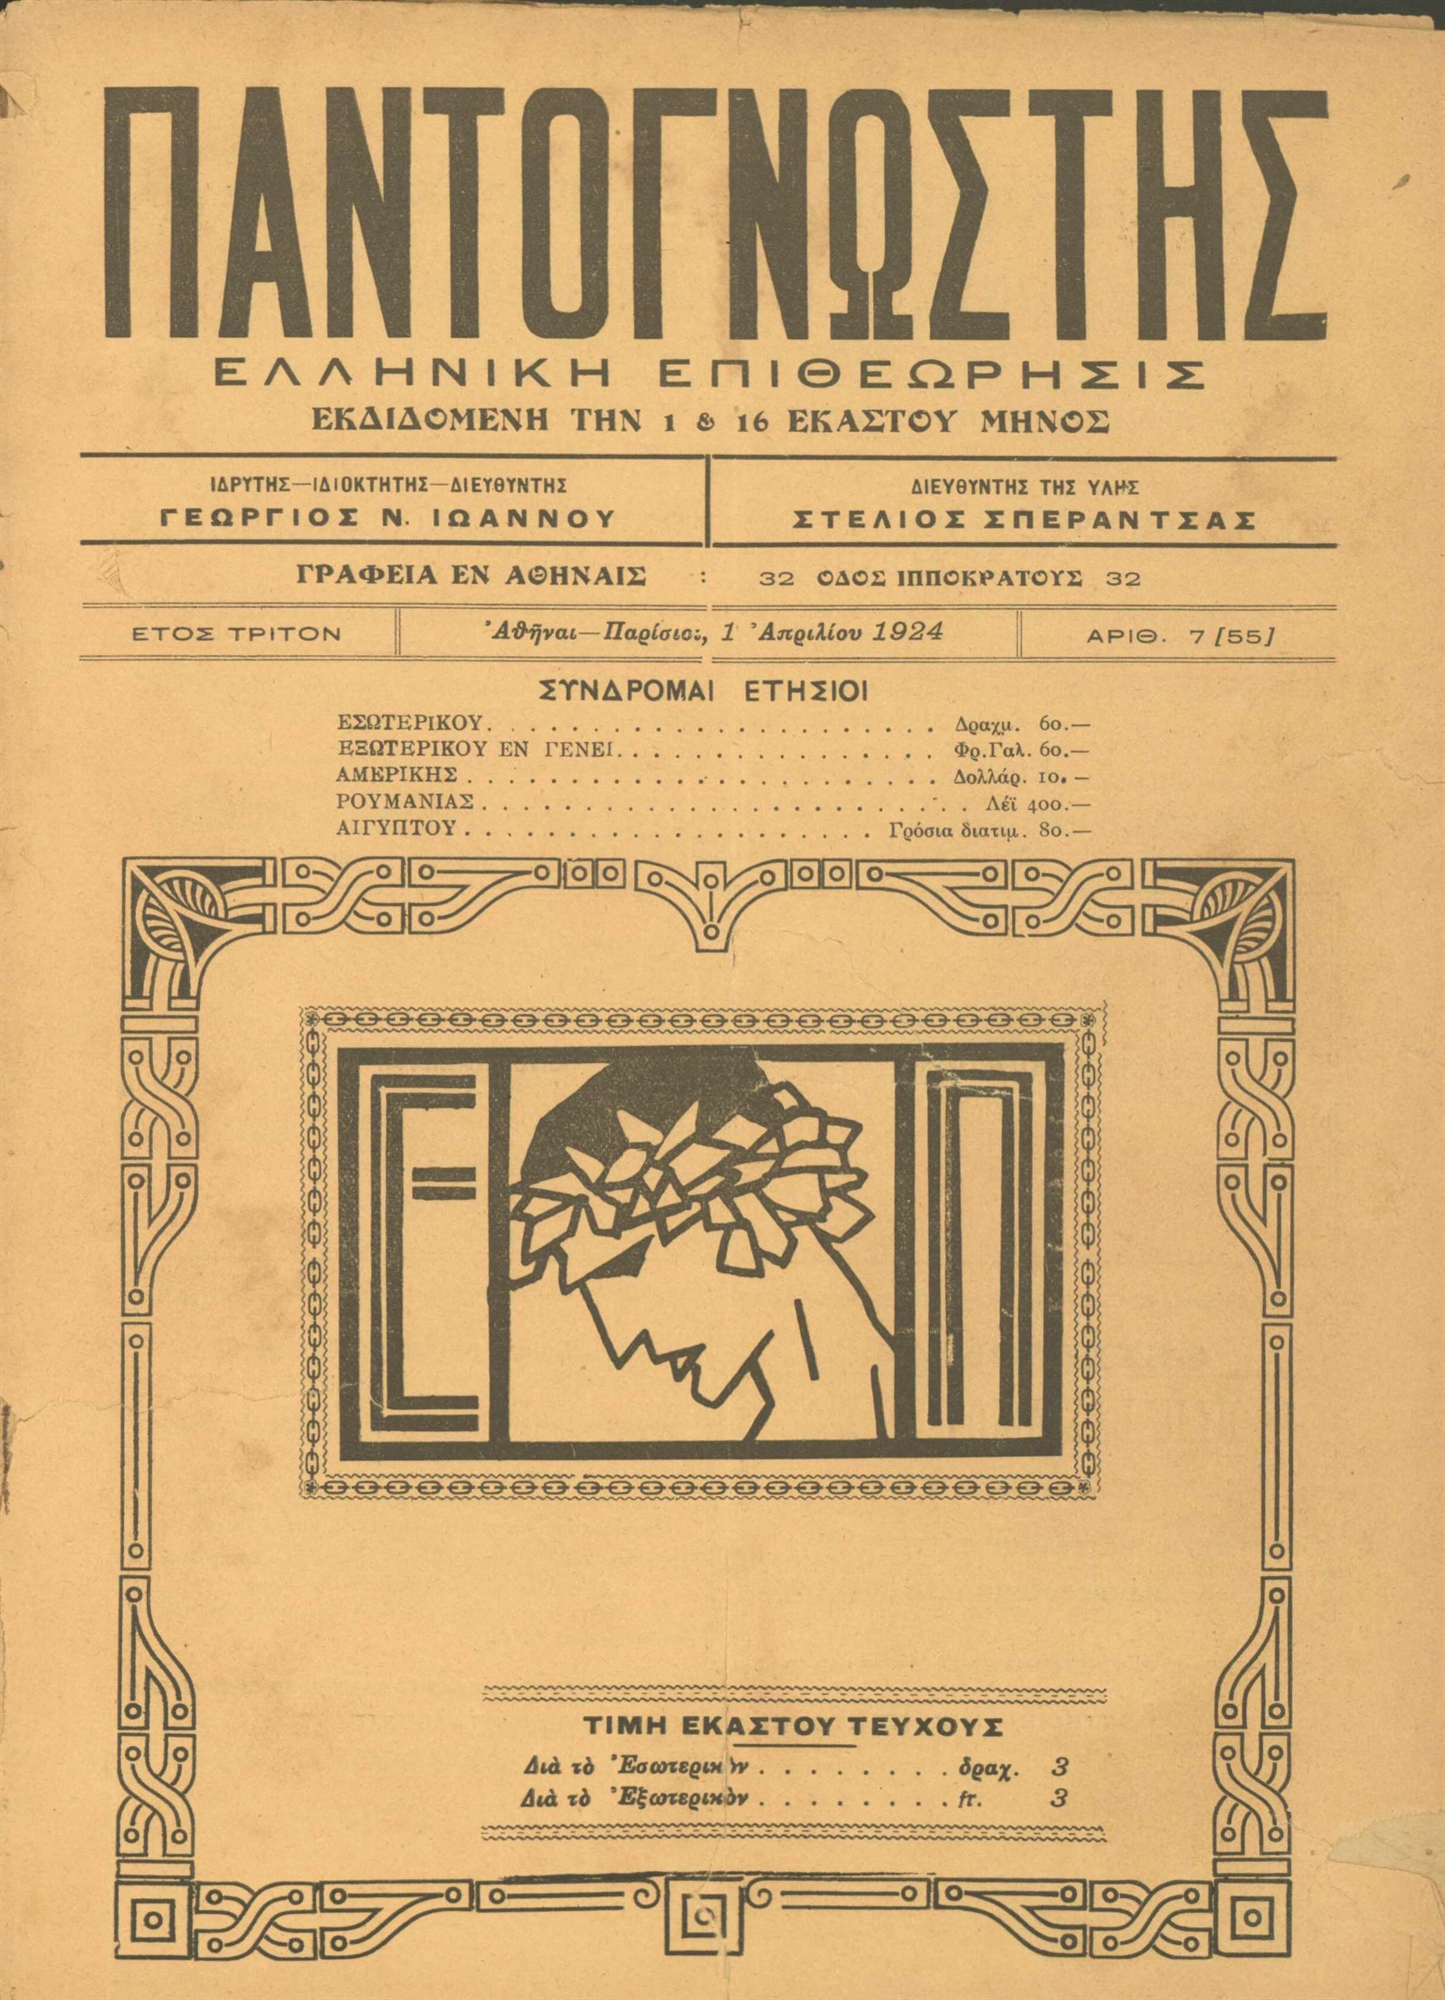 ΠΑΝΤΟΓΝΩΣΤΗΣ
ΕΛΛΗΝΙΚΗ ΕΠΙΘΕΩΡΗΣΙΣ
ΕΚΔΙΔΟΜΕΝΗ ΤΗΝ 1 & 16 ΕΚΑΣΤΟΥ ΜΗΝΟΣ
ΙΔΡΥΤΗΣ—ΙΔΙΟΚΤΗΤΗΣ—ΔΙΕΥΘΥΝΤΗΣ
ΓΕΩΡΓΙΟΣ Ν. ΙΩΑΝΝΟΥ
ΔΙΕΥΘΥΝΤΗΣ ΤΗΣ ΥΛΗΣ
ΣΤΕΛΙΟΣ ΣΠΕΡΑΝΤΣΑΣ
ΓΡΑΦΕΙΑ ΕΝ ΑΘΗΝΑΙΣ : 32 ΟΔΟΣ ΙΠΠΟΚΡΑΤΟΥΣ 32
ΕΤΟΣ ΤΡΙΤΟΝ
Ἀθῆναι—Παρίσιοι, 1 Ἀπριλίου 1924
ΑΡΙΘ. 7 [55]
ΣΥΝΔΡΟΜΑΙ ΕΤΗΣΙΟΙ
ΕΣΩΤΕΡΙΚΟΥ. . . . . . . . . . . . . . . . . . . . . . . Δραχμ. 60.—
ΕΞΩΤΕΡΙΚΟΥ ΕΝ ΓΕΝΕΙ. . . . . . . . . . . . . . . . Φρ.Γαλ. 60.—
ΑΜΕΡΙΚΗΣ . . . . . . . . . . . . . . . . . . . . . . . . Δολλάρ. 10.—
ΡΟΥΜΑΝΙΑΣ . . . . . . . . . . . . . . . . . . . . . . . . . Λέϊ 400.—
ΑΙΓΥΠΤΟΥ . . . . . . . . . . . . . . . . . . . . . Γρόσια διατιμ. 80.—
Ε Π
ΤΙΜΗ ΕΚΑΣΤΟΥ ΤΕΥΧΟΥΣ
Διὰ τὸ Ἐσωτερικὸν . . . . . . . . . δραχ. 3
Διὰ τὸ Ἐξωτερικὸν . . . . . . . . . fr. 3